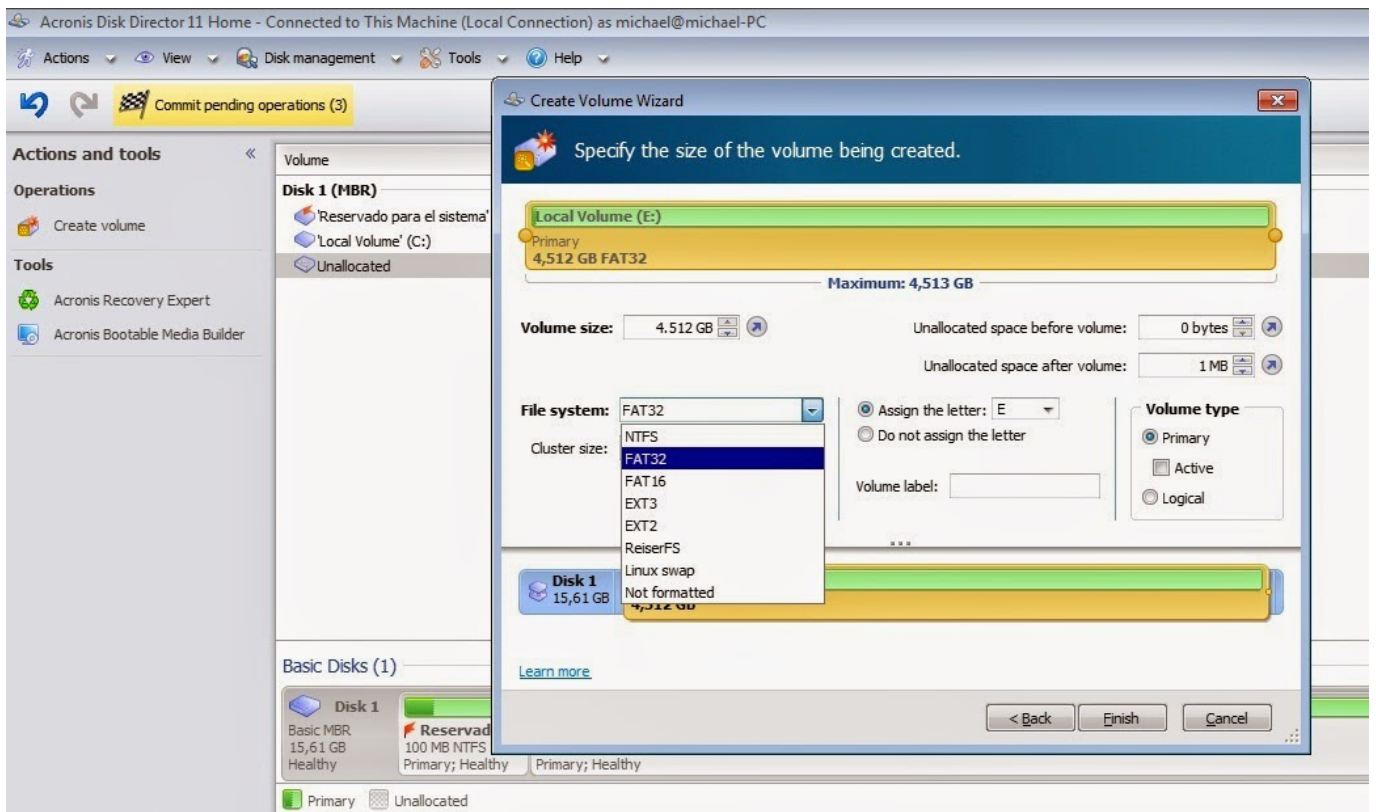 Acronis Disk Director 11 Home - Connected to This Machine (Local Connection) as michael@michael-PC
Actions View Disk management Tools Help
Commit pending operations (3)
Actions and tools «
Operations
Create volume
Tools
Acronis Recovery Expert
Acronis Bootable Media Builder
Volume
Disk 1 (MBR)
'Reservado para el sistema'
'Local Volume' (C:)
Unallocated
Create Volume Wizard
Specify the size of the volume being created.
Local Volume (E:)
Primary
4,512 GB FAT32
Maximum: 4,513 GB
Volume size: 4.512 GB
Unallocated space before volume: 0 bytes
Unallocated space after volume: 1 MB
File system: FAT32
Cluster size:
NTFS
FAT32
FAT16
EXT3
EXT2
ReiserFS
Linux swap
Not formatted
Assign the letter: E
Do not assign the letter
Volume label:
Volume type
Primary
Active
Logical
Disk 1
15,61 GB
4,512 GB
Learn more
< Back Finish Cancel
Basic Disks (1)
Disk 1
Basic MBR
15,61 GB
Healthy
Reservad
100 MB NTFS
Primary; Healthy
Primary; Healthy
Primary Unallocated